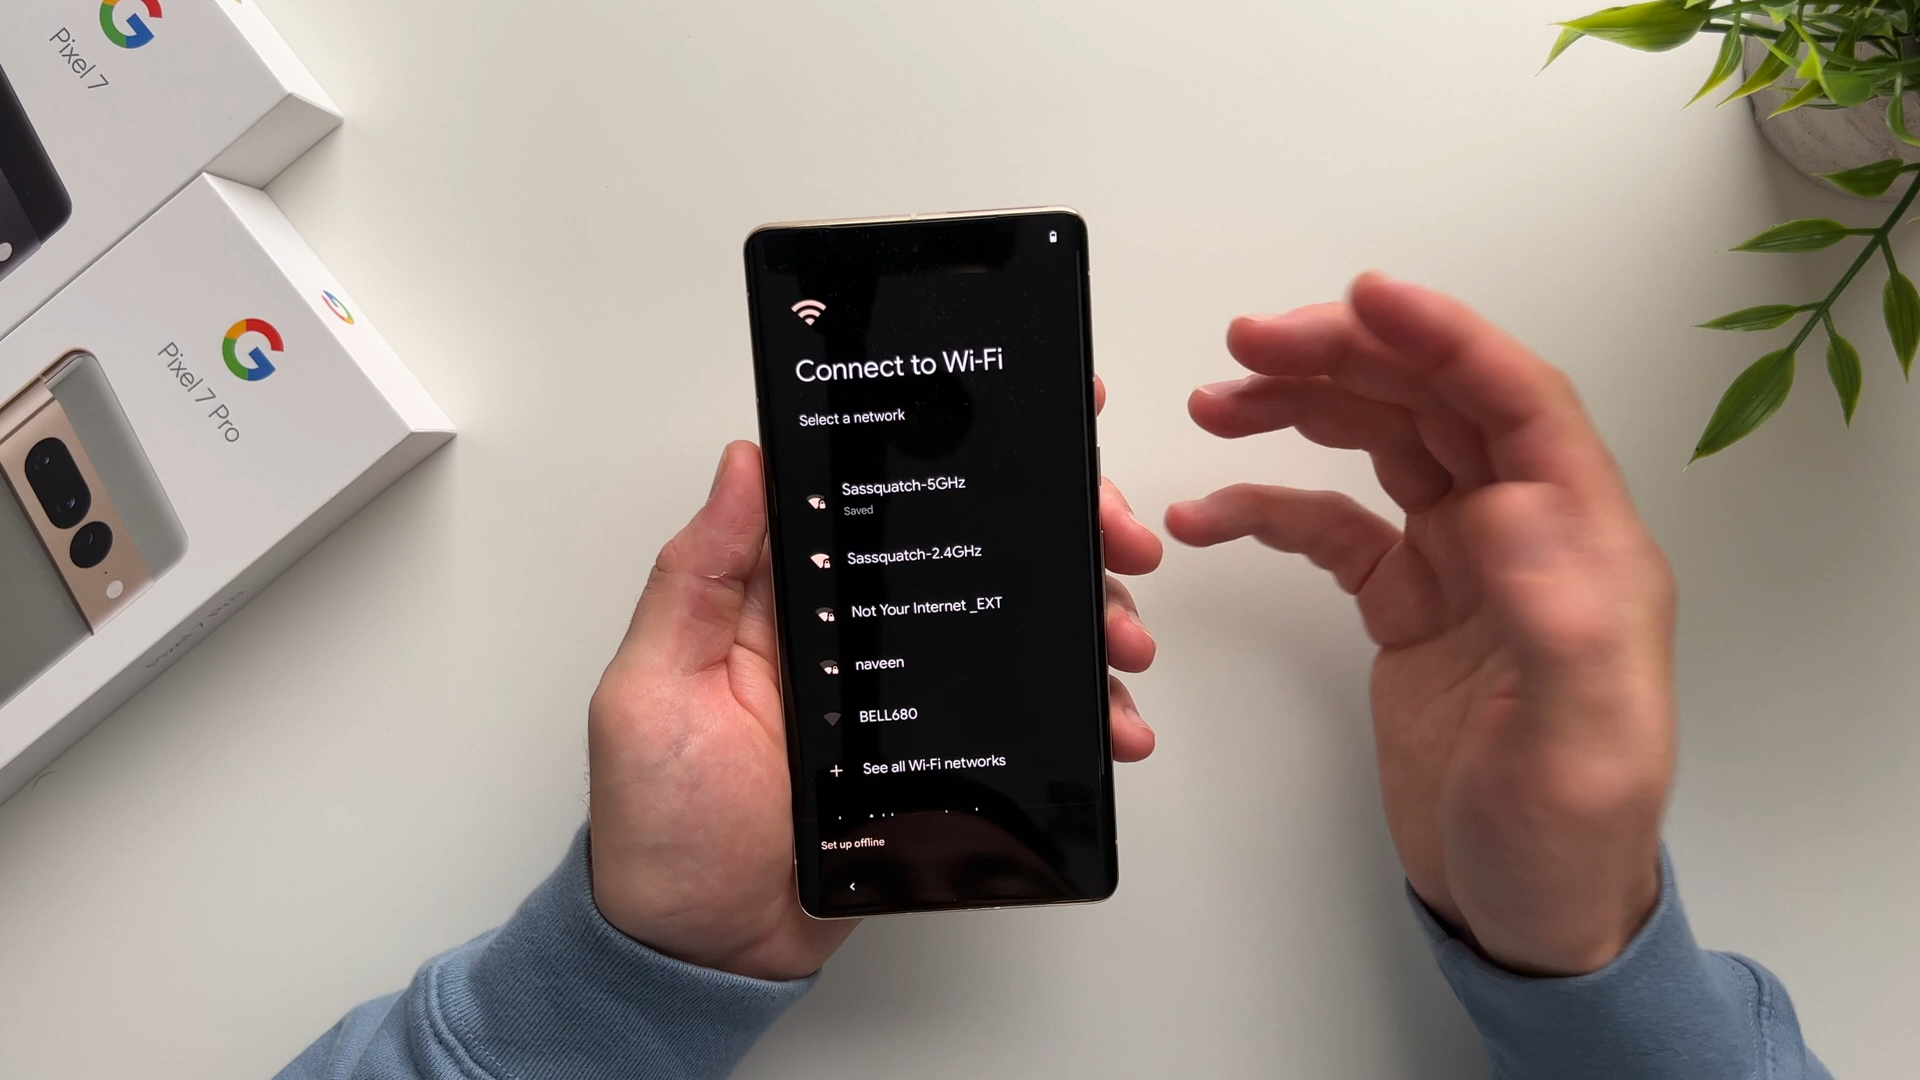 Pixel 7
Pixel 7 Pro
Connect to Wi-Fi
Select a network
Sassquatch-5GHz
Saved
Sassquatch-2.4GHz
Not Your Internet _EXT
naveen
BELL680
See all Wi-Fi networks
Set up offline